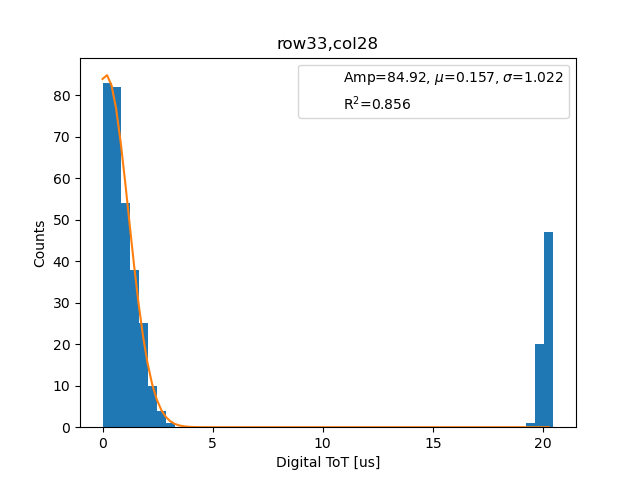 row33,col28
Amp=84.92, μ=0.157, σ=1.022
R²=0.856
Counts
80
70
60
50
40
30
20
10
0
0 5 10 15 20
Digital ToT [us]